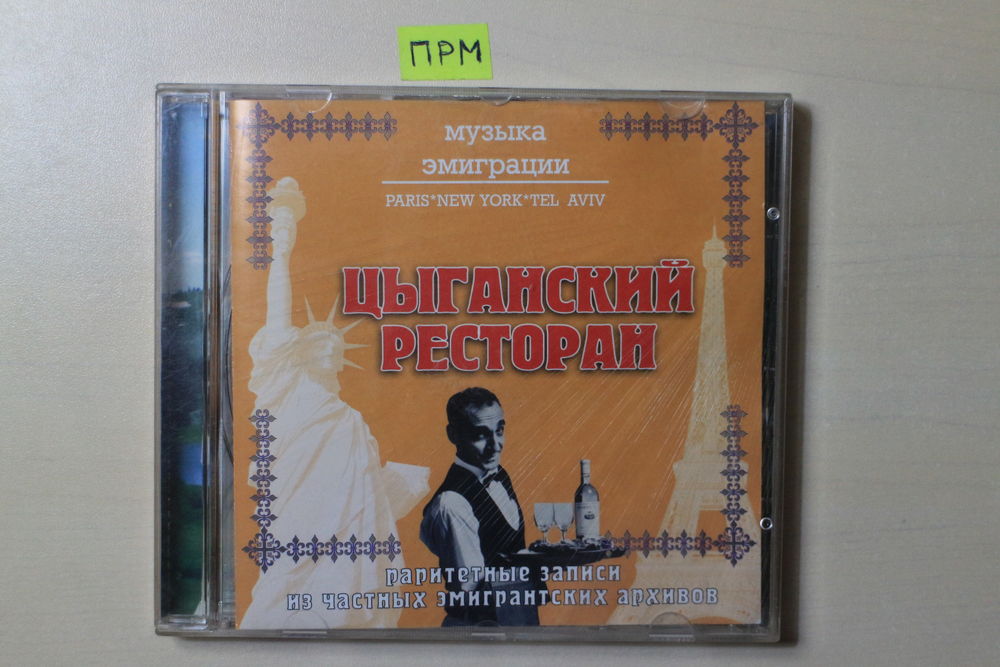 ПРМ
музыка
эмиграции
PARIS*NEW YORK*TEL AVIV
ЦЫГАНСКИЙ
РЕСТОРАН
раритетные записи
из частных эмигрантских архивов